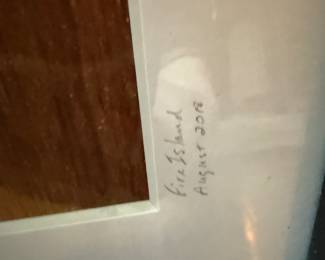 Fire Island
August 2018